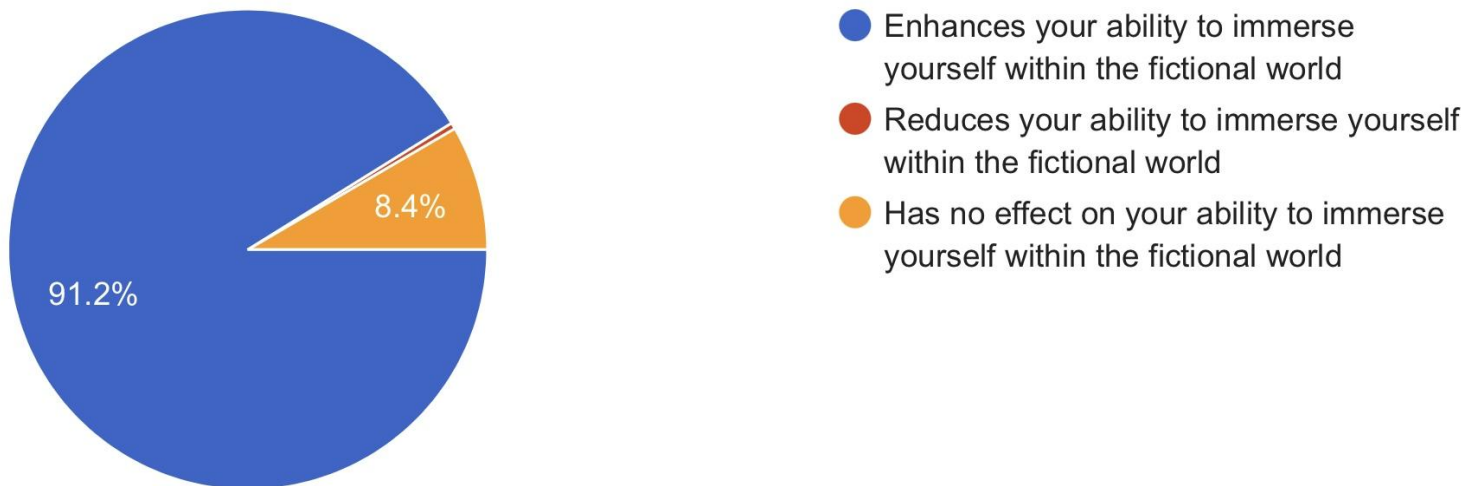 Enhances your ability to immerse
yourself within the fictional world
Reduces your ability to immerse yourself
within the fictional world
Has no effect on your ability to immerse
yourself within the fictional world
8.4%
91.2%